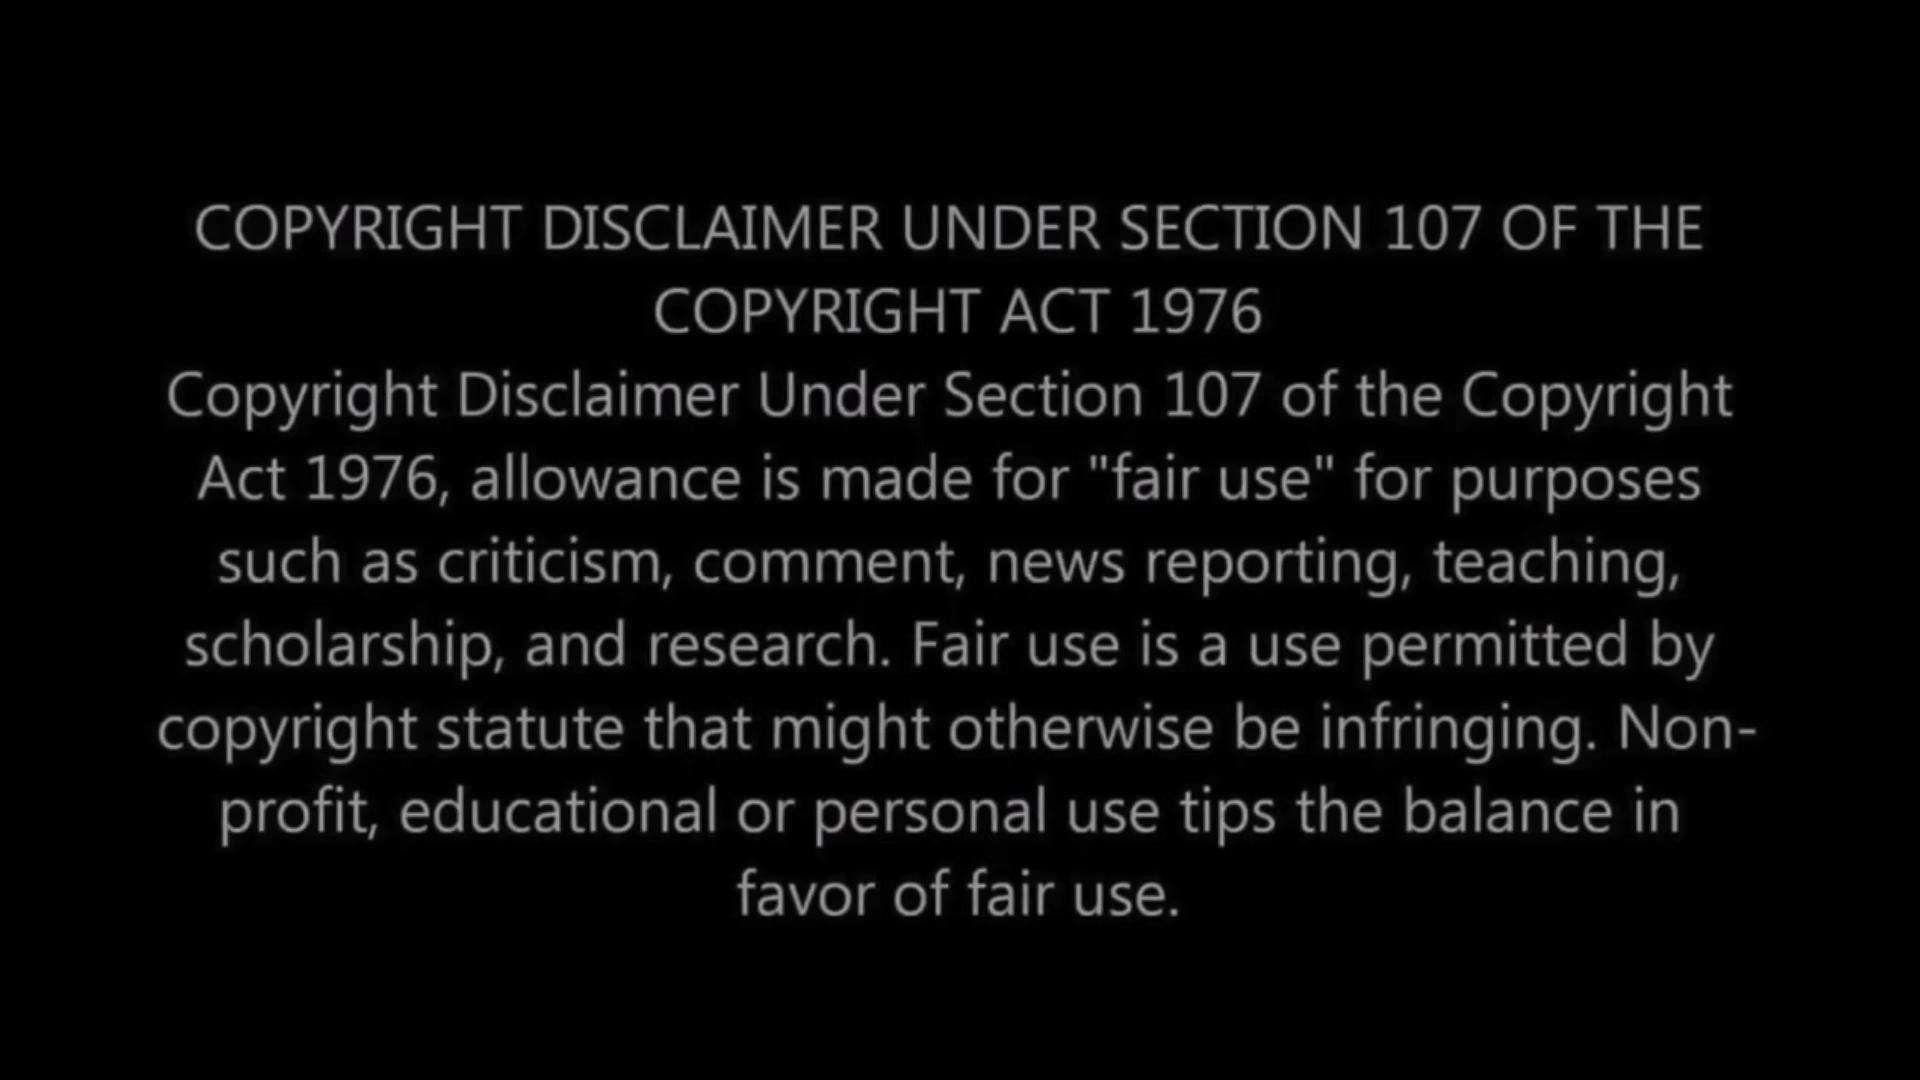 COPYRIGHT DISCLAIMER UNDER SECTION 107 OF THE
COPYRIGHT ACT 1976
Copyright Disclaimer Under Section 107 of the Copyright
Act 1976, allowance is made for "fair use" for purposes
such as criticism, comment, news reporting, teaching,
scholarship, and research. Fair use is a use permitted by
copyright statute that might otherwise be infringing. Non-
profit, educational or personal use tips the balance in
favor of fair use.